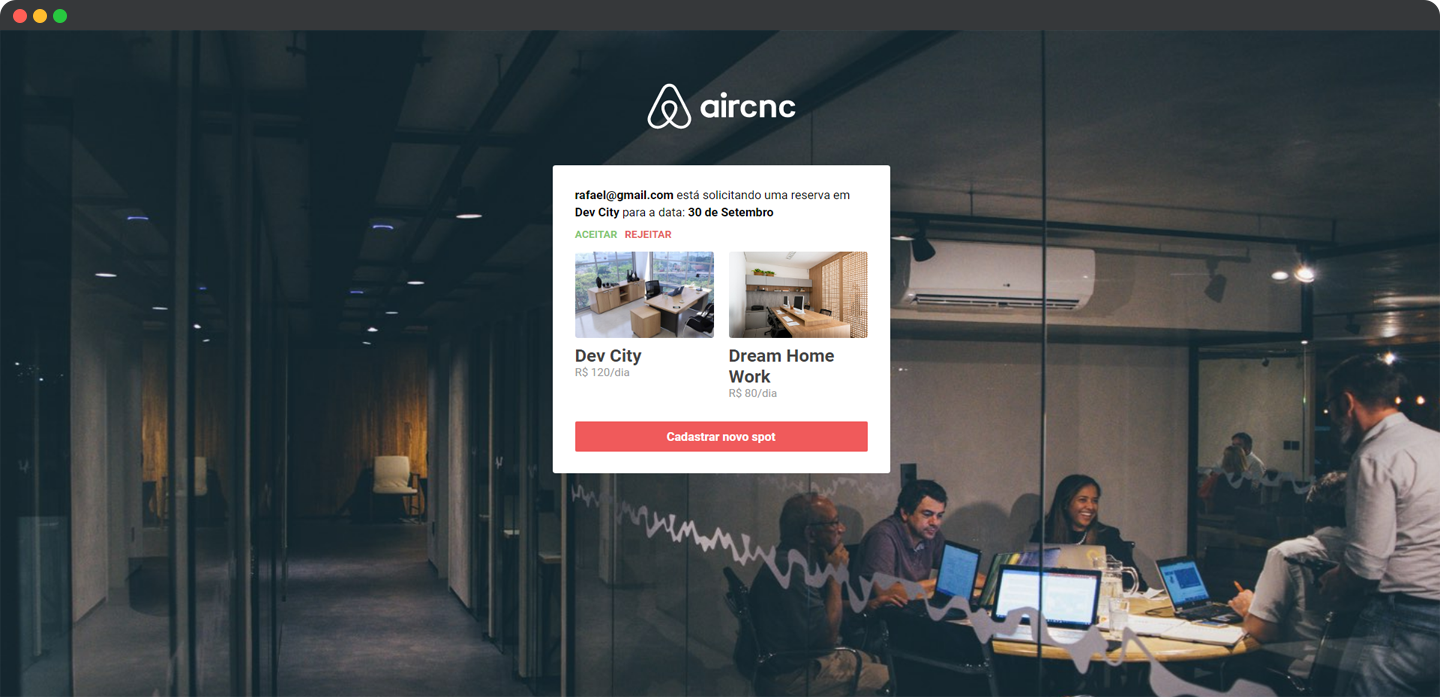 aircnc
rafael@gmail.com está solicitando uma reserva em
Dev City para a data: 30 de Setembro
ACEITAR REJEITAR
Dev City
R$ 120/dia
Dream Home
Work
R$ 80/dia
Cadastrar novo spot